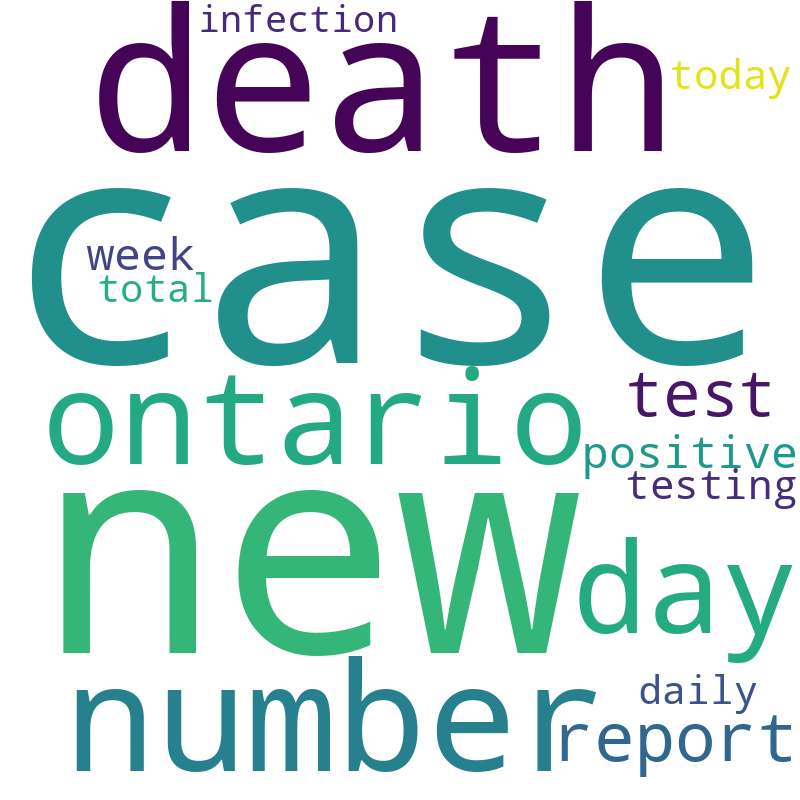 infection
death
today
case
week
total
ontario
test
positive
testing
new
day
number
daily
report